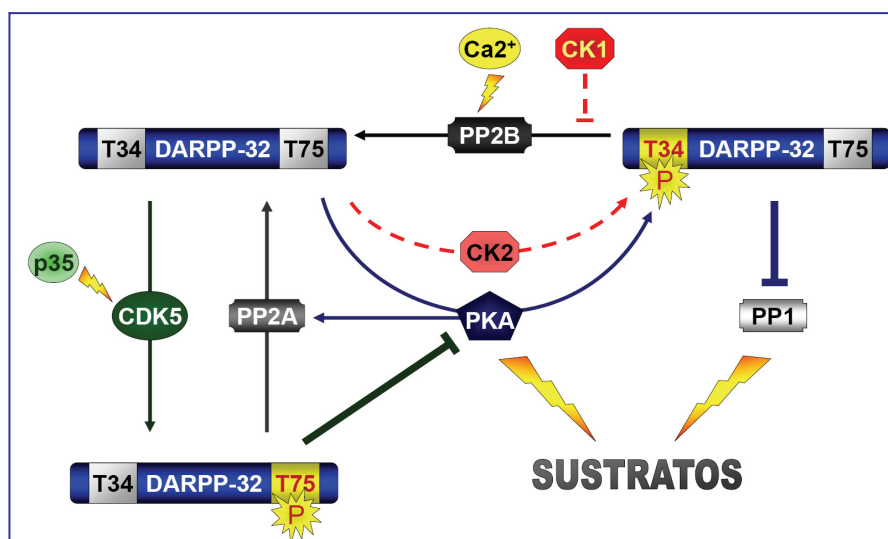 Ca2+
CK1
T34 DARPP-32 T75
PP2B
T34 DARPP-32 T75
P
CK2
p35
CDK5
PP2A
PKA
PP1
T34 DARPP-32 T75
P
SUSTRATOS